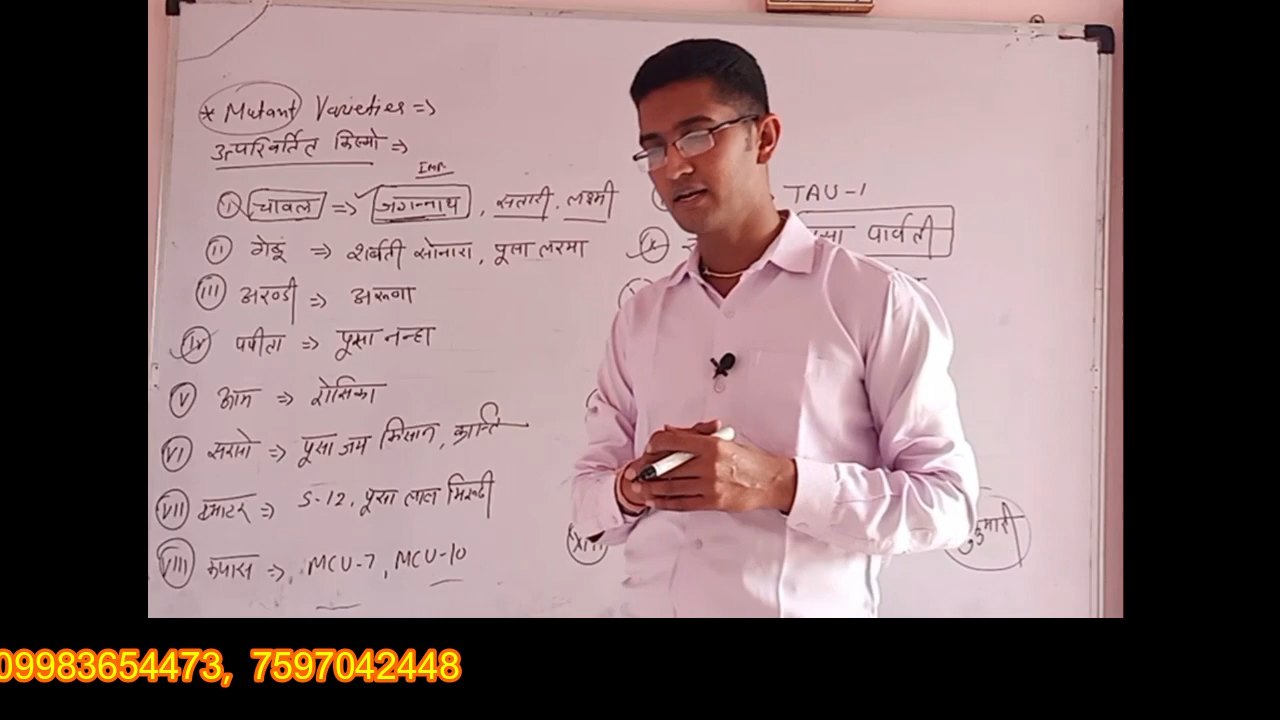 * Mutant Varieties =>
उत्परिवर्तित किस्मो =>
IMP.
(i) चावल => जगन्नाथ, सतारी, लक्ष्मी
(ii) गेहूं => शर्बती सोनारा, पूसा लरमा
(iii) अरण्डी => अरूणा
(iv) पपीता => पूसा नन्हा
(v) आम => रोसिका
(vi) सरसो => पूसा जय किसान, क्रान्ति
(vii) टमाटर => S-12, पूसा लाल मिरूटी
(viii) कपास => MCU-7, MCU-10
TAU-1
पार्वती
(xiii)
09983654473, 7597042448